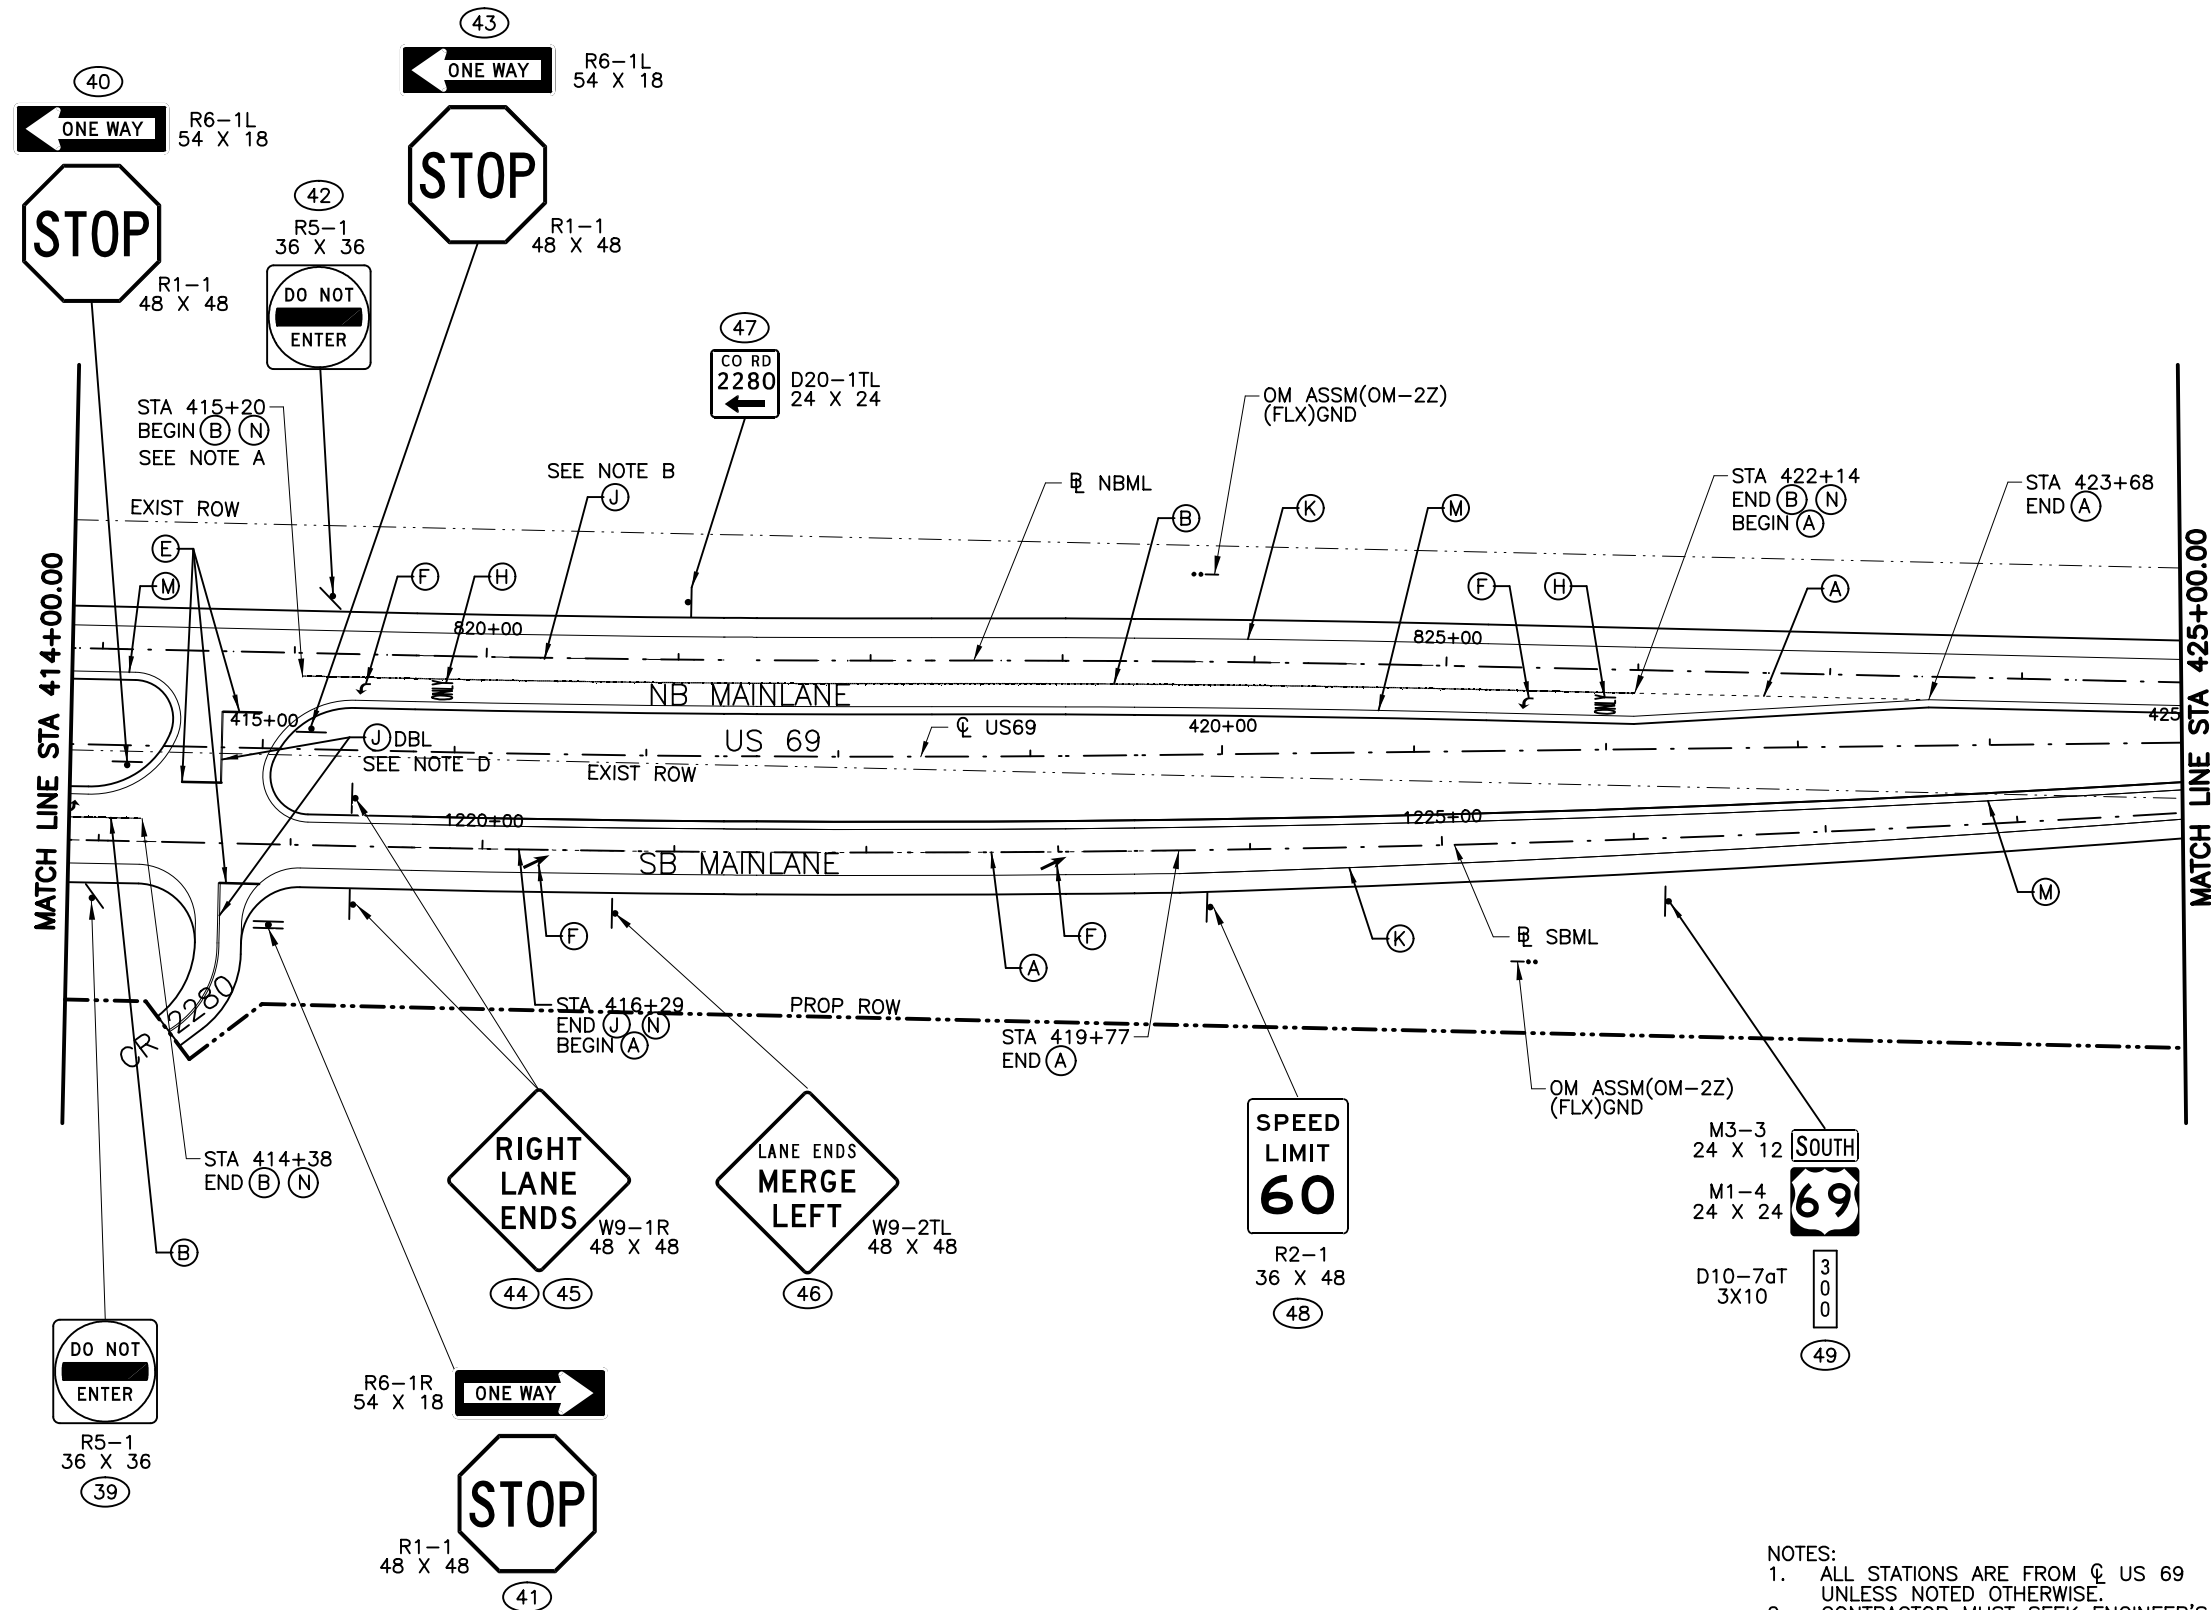 43
ONE WAY
R6-1L
54 X 18
40
ONE WAY
R6-1L
54 X 18
STOP
R1-1
48 X 48
STOP
R1-1
48 X 48
42
R5-1
36 X 36
DO NOT
ENTER
47
CO RD
2280
D20-1TL
24 X 24
STA 415+20
BEGIN B N
SEE NOTE A
OM ASSM(OM-2Z)
(FLX)GND
SEE NOTE B
J
℄ NBML
STA 422+14
END B N
BEGIN A
STA 423+68
END A
EXIST ROW
E
M
F
H
B
K
M
F
H
A
820+00
825+00
ONLY
ONLY
NB MAINLANE
415+00
J DBL
SEE NOTE D
US 69
℄ US69
420+00
425
EXIST ROW
MATCH LINE STA 414+00.00
MATCH LINE STA 425+00.00
1220+00
1225+00
SB MAINLANE
M
F
A
F
K
℄ SBML
CR 2280
STA 416+29
END J N
BEGIN A
PROP ROW
STA 419+77
END A
OM ASSM(OM-2Z)
(FLX)GND
STA 414+38
END B N
B
RIGHT
LANE
ENDS
W9-1R
48 X 48
44 45
LANE ENDS
MERGE
LEFT
W9-2TL
48 X 48
46
SPEED
LIMIT
60
R2-1
36 X 48
48
M3-3
24 X 12
SOUTH
M1-4
24 X 24
69
D10-7aT
3X10
3
0
0
49
DO NOT
ENTER
R5-1
36 X 36
39
R6-1R
54 X 18
ONE WAY
STOP
R1-1
48 X 48
41
NOTES:
1. ALL STATIONS ARE FROM ℄ US 69
UNLESS NOTED OTHERWISE.